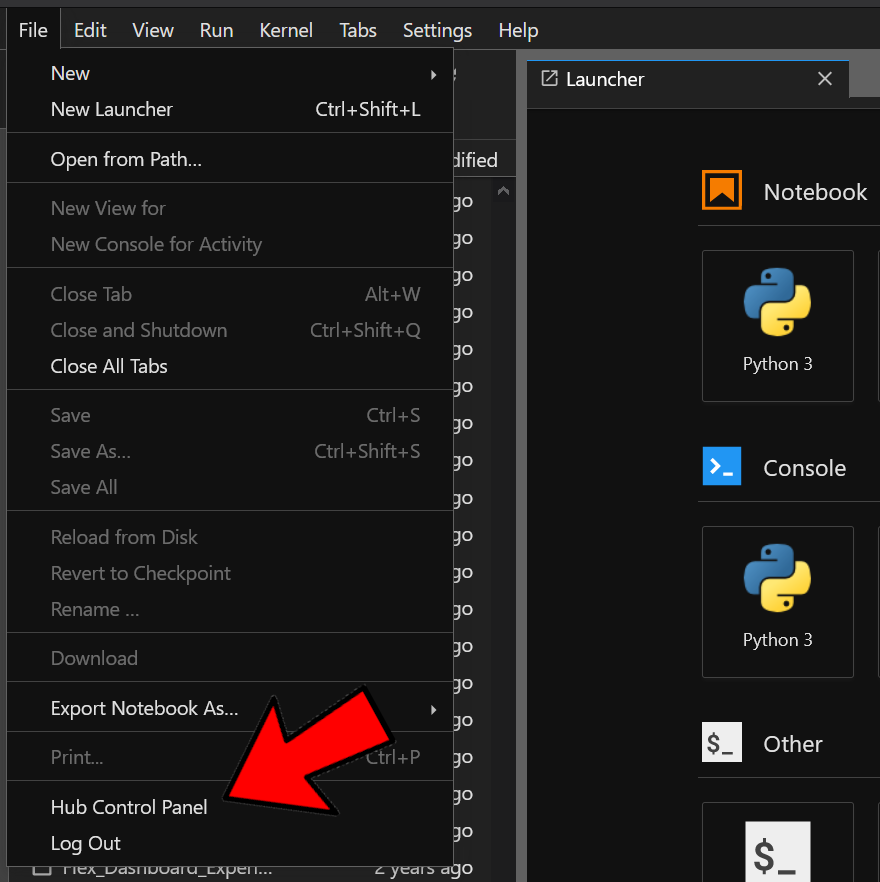 File Edit View Run Kernel Tabs Settings Help
New
New Launcher Ctrl+Shift+L
Launcher
Open from Path...
dified
Notebook
New View for
go
New Console for Activity
go
go
Close Tab Alt+W
go
Close and Shutdown Ctrl+Shift+Q
go
Close All Tabs
go
Python 3
Save Ctrl+S
go
Save As... Ctrl+Shift+S
go
Console
Save All
go
Reload from Disk
go
Revert to Checkpoint
go
Rename ...
go
Python 3
Download
go
go
Export Notebook As...
go
Print... Ctrl+P
go
$_ Other
Hub Control Panel
go
Log Out
go
Flex_Dashboard_Experi... 2 years ago
$_